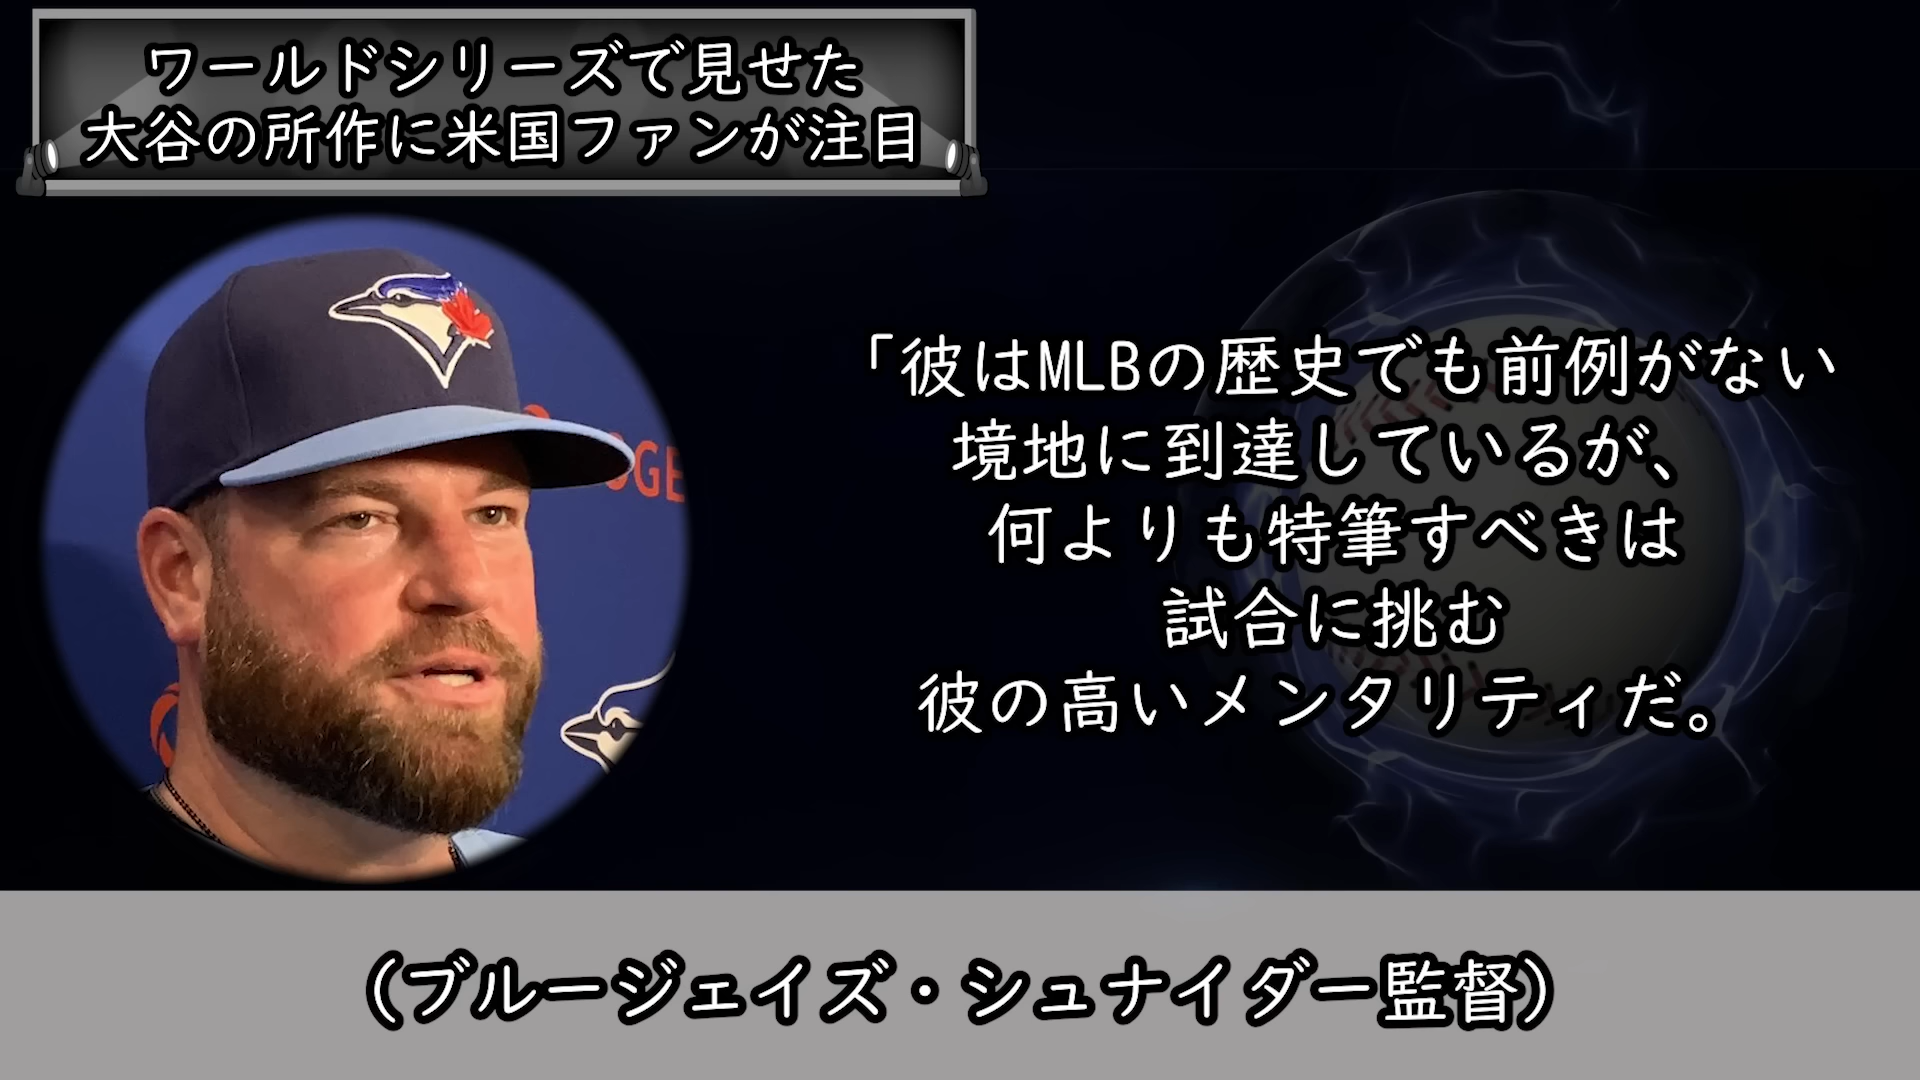 ワールドシリーズで見せた
大谷の所作に米国ファンが注目
「彼はMLBの歴史でも前例がない
境地に到達しているが、
何よりも特筆すべきは
試合に挑む
彼の高いメンタリティだ。
OGE
（ブルージェイズ・シュナイダー監督）